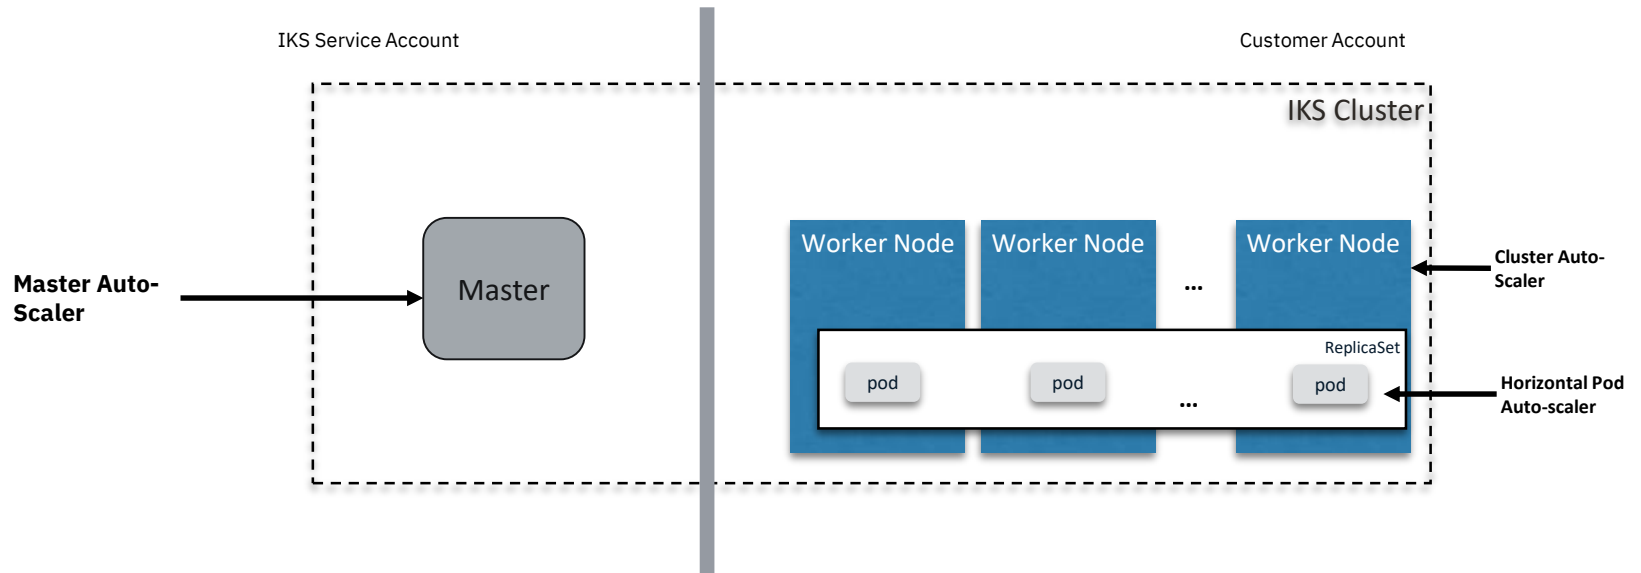 IKS Service Account
Customer Account
IKS Cluster
Master Auto-
Scaler
Master
Worker Node
Worker Node
...
Worker Node
Cluster Auto-
Scaler
ReplicaSet
pod
pod
...
pod
Horizontal Pod
Auto-scaler